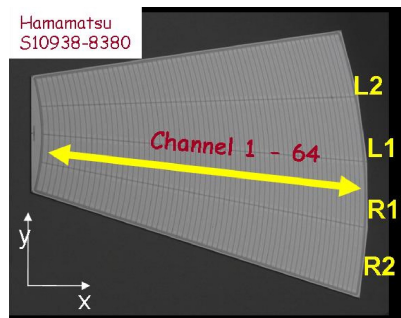 Hamamatsu
S10938-8380
L2
Channel 1 - 64
L1
R1
R2
y
x